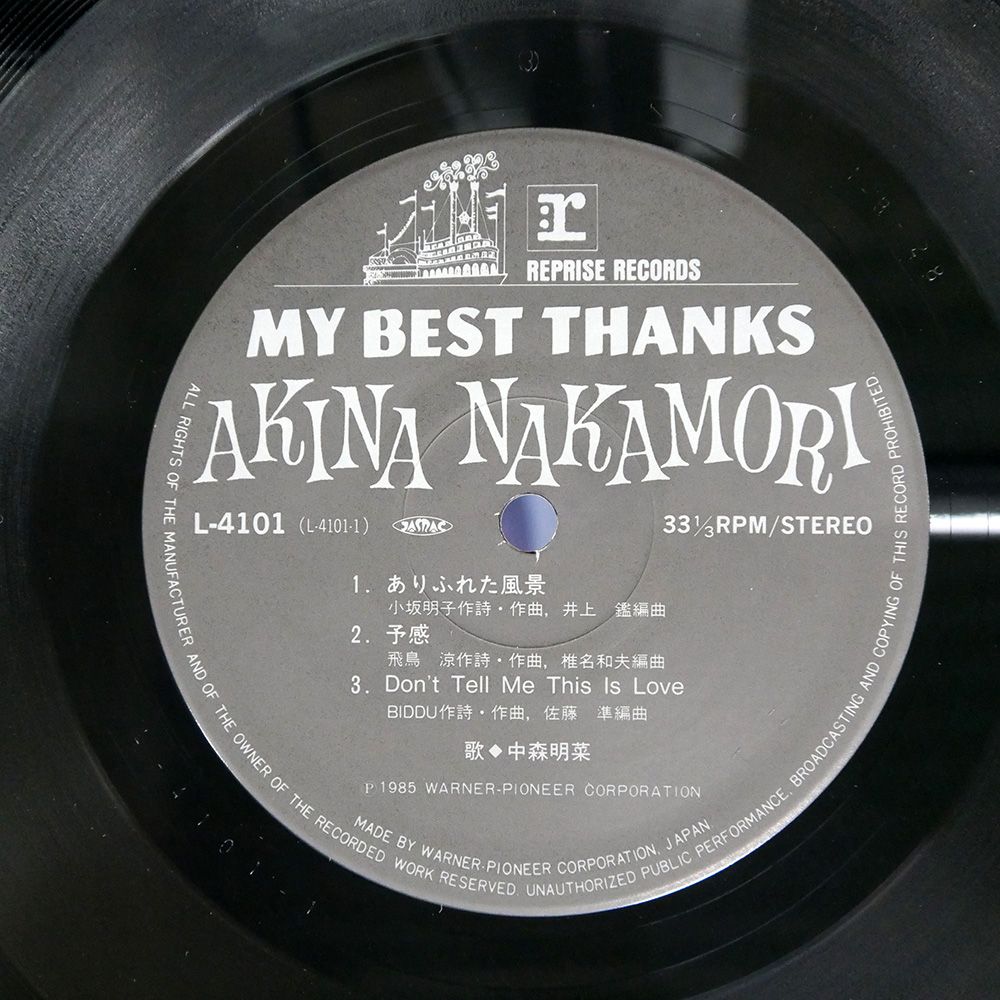 r
REPRISE RECORDS
MY BEST THANKS
AKINA NAKAMORI
L-4101 (L-4101-1) JASRAC 33 1/3 RPM/STEREO
1. ありふれた風景
小坂明子作詩・作曲, 井上 鑑編曲
2. 予感
飛鳥 涼作詩・作曲, 椎名和夫編曲
3. Don't Tell Me This Is Love
BIDDU作詩・作曲, 佐藤 準編曲
歌◆中森明菜
Ⓟ 1985 WARNER-PIONEER CORPORATION
MADE BY WARNER-PIONEER CORPORATION, JAPAN
ALL RIGHTS OF THE MANUFACTURER AND OF THE OWNER OF THE RECORDED WORK RESERVED. UNAUTHORIZED PUBLIC PERFORMANCE, BROADCASTING AND COPYING OF THIS RECORD PROHIBITED.